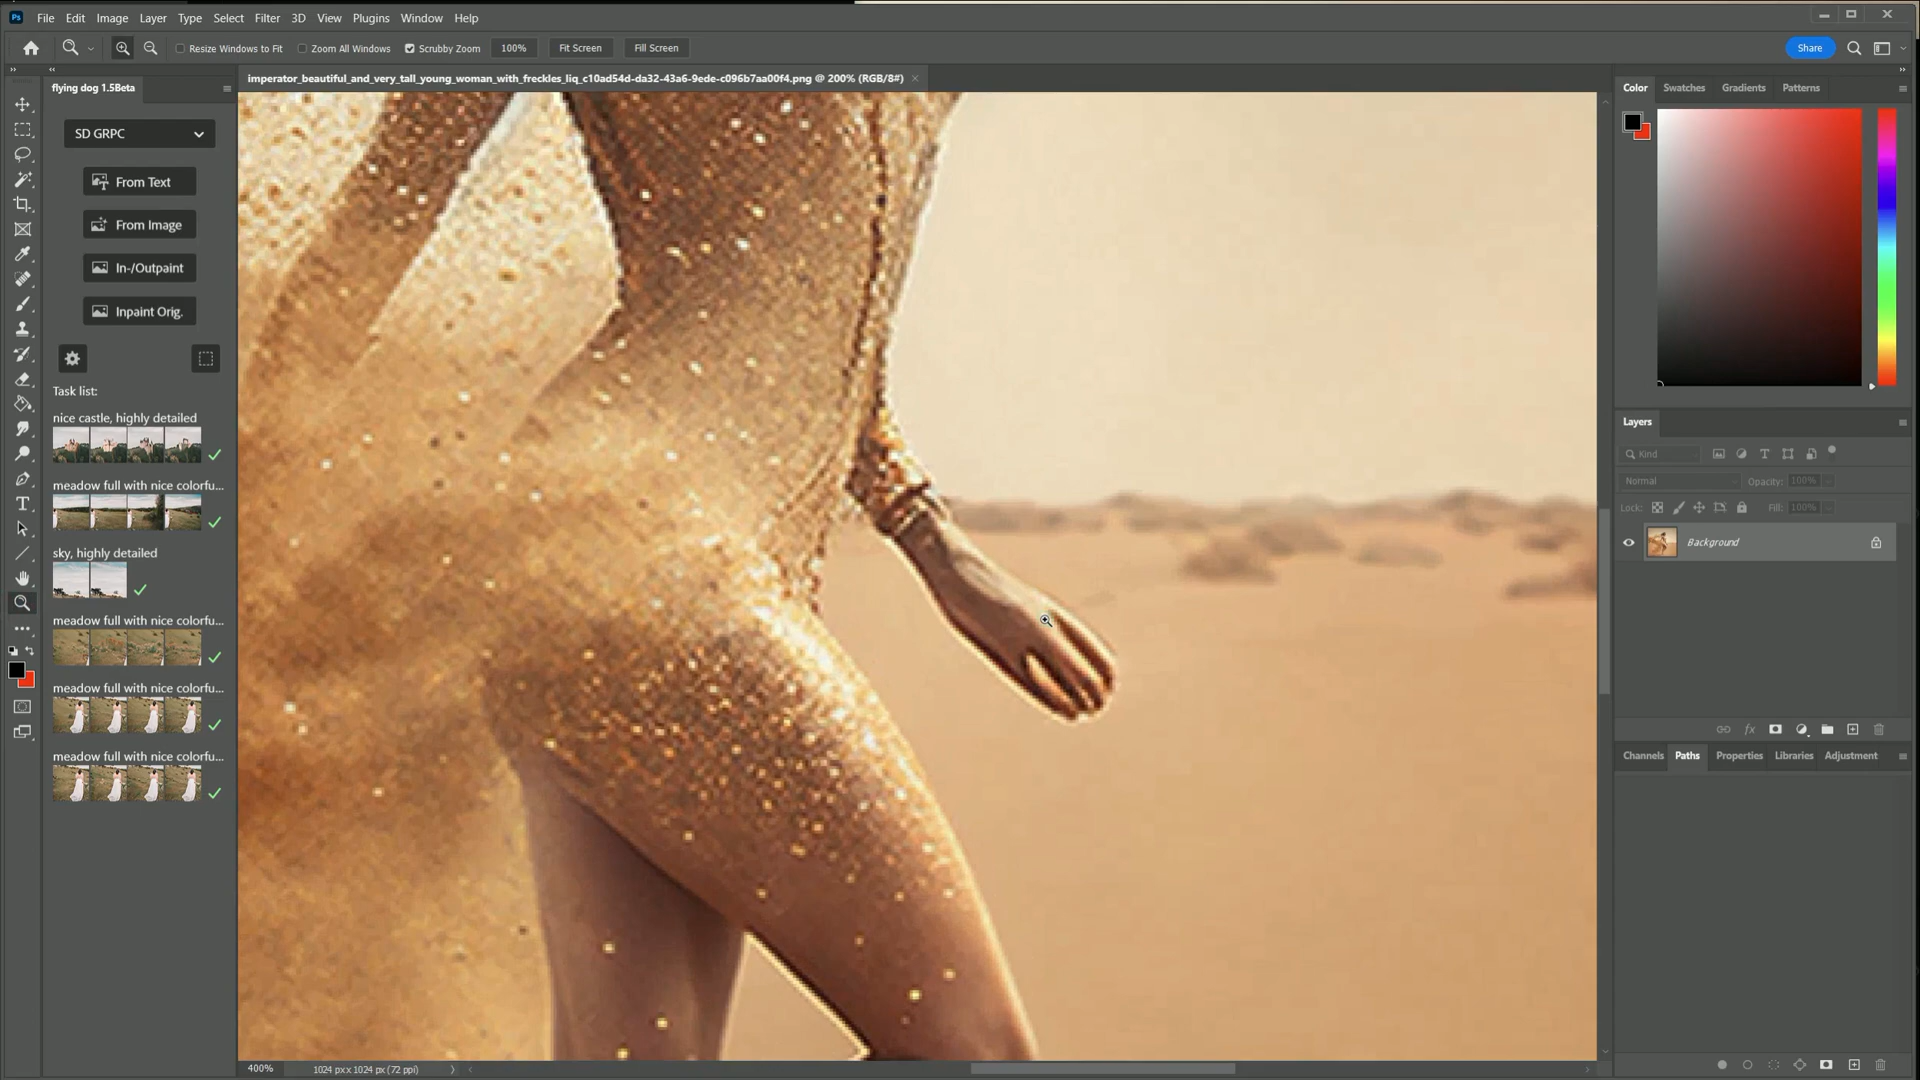 Ps File Edit Image Layer Type Select Filter 3D View Plugins Window Help
Resize Windows to Fit Zoom All Windows Scrubby Zoom 100% Fit Screen Fill Screen Share
flying dog 1.5Beta
imperator_beautiful_and_very_tall_young_woman_with_freckles_liq_c10ad54d-da32-43a6-9ede-c096b7aa00f4.png @ 200% (RGB/8#)
Color Swatches Gradients Patterns
SD GRPC
From Text
From Image
In-/Outpaint
Inpaint Orig.
Task list:
nice castle, highly detailed
meadow full with nice colorfu...
sky, highly detailed
meadow full with nice colorfu...
meadow full with nice colorfu...
meadow full with nice colorfu...
Layers
Kind
Normal Opacity: 100%
Lock: Fill: 100%
Background
fx
Channels Paths Properties Libraries Adjustment
400% 1024 px x 1024 px (72 ppi)